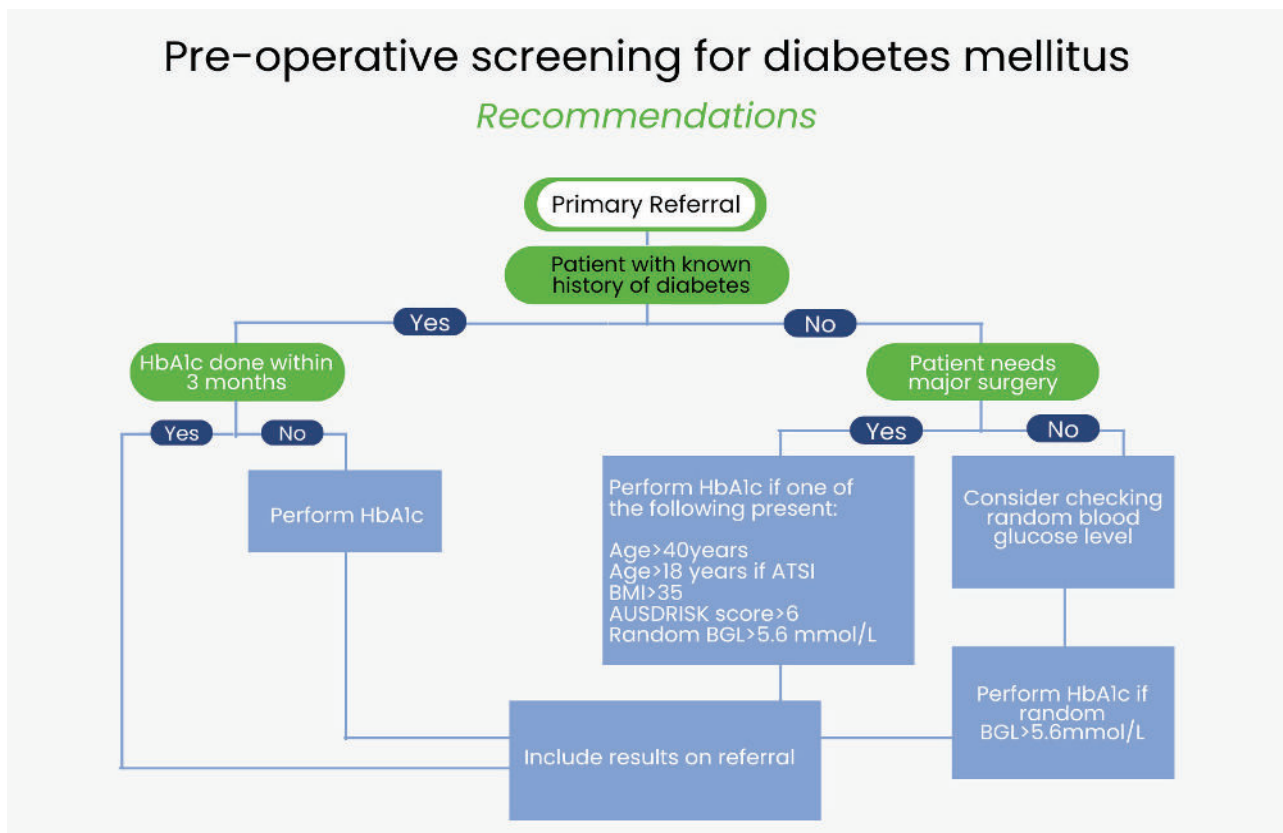 Pre-operative screening for diabetes mellitus
Recommendations
Primary Referral
Patient with known
history of diabetes
Yes
No
HbA1c done within
3 months
Patient needs
major surgery
Yes
No
Yes
No
Perform HbA1c
Perform HbA1c if one of
the following present:
Age>40years
Age>18 years if ATSI
BMI>35
AUSDRISK score>6
Random BGL>5.6 mmol/L
Consider checking
random blood
glucose level
Perform HbA1c if
random
BGL>5.6mmol/L
Include results on referral